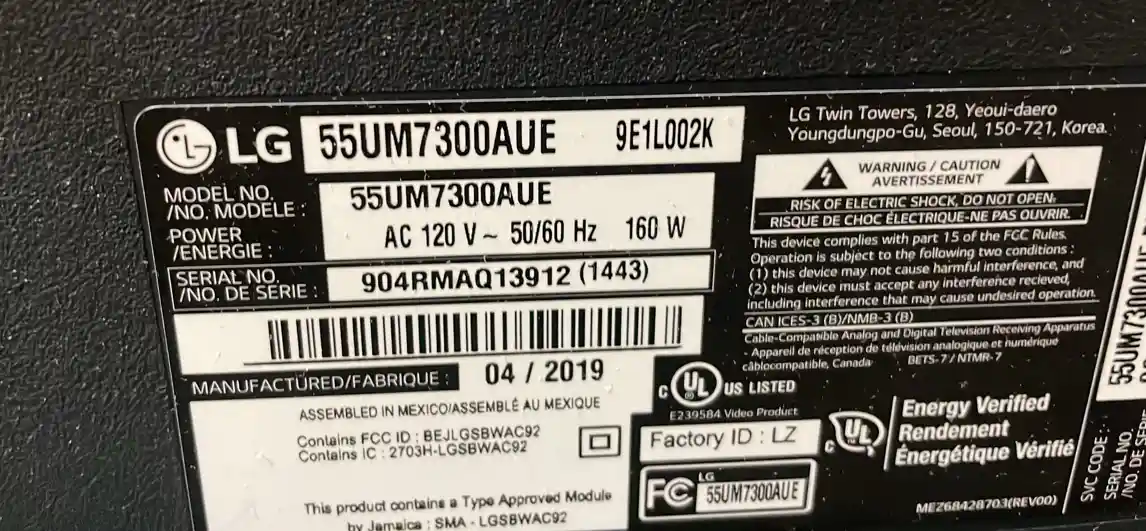 LG 55UM7300AUE 9E1L002K
MODEL NO.
/NO. MODELE : 55UM7300AUE
POWER
/ENERGIE : AC 120 V ~ 50/60 Hz 160 W
SERIAL NO.
/NO. DE SERIE : 904RMAQ13912 (1443)
MANUFACTURED/FABRIQUE : 04 / 2019
ASSEMBLED IN MEXICO/ASSEMBLÉ AU MEXIQUE
Contains FCC ID : BEJLGSBWAC92
Contains IC : 2703H-LGSBWAC92
This product contains a Type Approved Module
by Jamaica : SMA - LGSBWAC92
LG Twin Towers, 128, Yeoui-daero
Youngdungpo-Gu, Seoul, 150-721, Korea.
WARNING / CAUTION
AVERTISSEMENT
RISK OF ELECTRIC SHOCK, DO NOT OPEN.
RISQUE DE CHOC ÉLECTRIQUE-NE PAS OUVRIR.
This device complies with part 15 of the FCC Rules.
Operation is subject to the following two conditions :
(1) this device may not cause harmful interference, and
(2) this device must accept any interference recieved,
including interference that may cause undesired operation.
CAN ICES-3 (B)/NMB-3 (B)
Cable-Compatible Analog and Digital Television Receiving Apparatus
- Appareil de réception de télévision analogique et numérique
câblocompatible, Canada BETS-7 / NTMR-7
C UL US LISTED
E239584 Video Product
Factory ID : LZ
FC LG
55UM7300AUE
C UL
Energy Verified
Rendement
Énergétique Vérifié
MEZ68428703(REV00)
55UM7300AUE
SVC CODE :
SERIAL NO.
/NO. DE SE